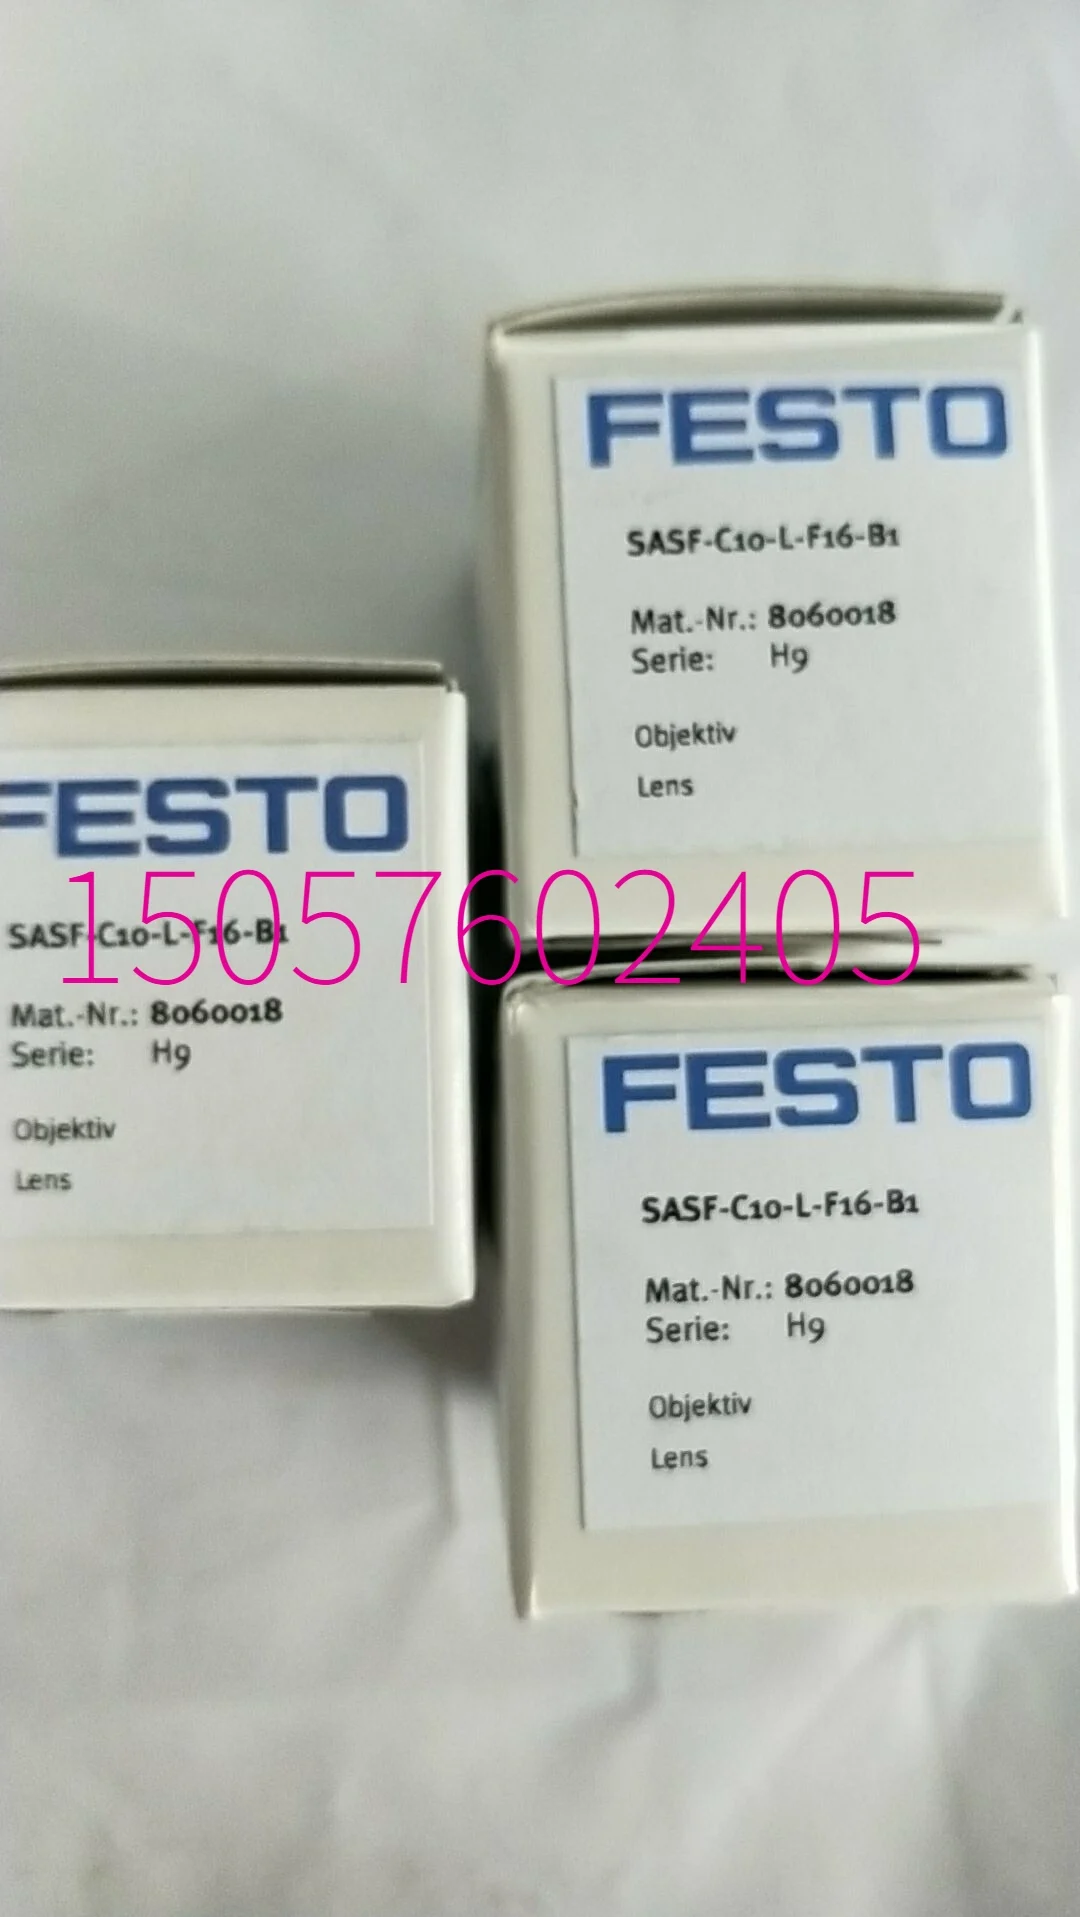 FESTO
SASF-C10-L-F16-B1
Mat.-Nr.: 8060018
Serie: H9
Objektiv
Lens
FESTO
SASF-C10-L-F16-B1
Mat.-Nr.: 8060018
Serie: H9
Objektiv
Lens
15057602405
FESTO
SASF-C10-L-F16-B1
Mat.-Nr.: 8060018
Serie: H9
Objektiv
Lens